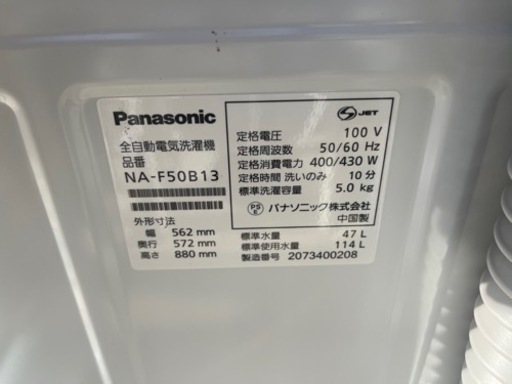 Panasonic
全自動電気洗濯機
品番
NA-F50B13
外形寸法
幅 562 mm
奥行 572 mm
高さ 880 mm
S JET
定格電圧 100 V
定格周波数 50/60 Hz
定格消費電力 400/430 W
定格時間 洗いのみ 10 分
標準洗濯容量 5.0 kg
PS E パナソニック株式会社
中国製
標準水量 47 L
標準使用水量 114 L
製造番号 2073400208